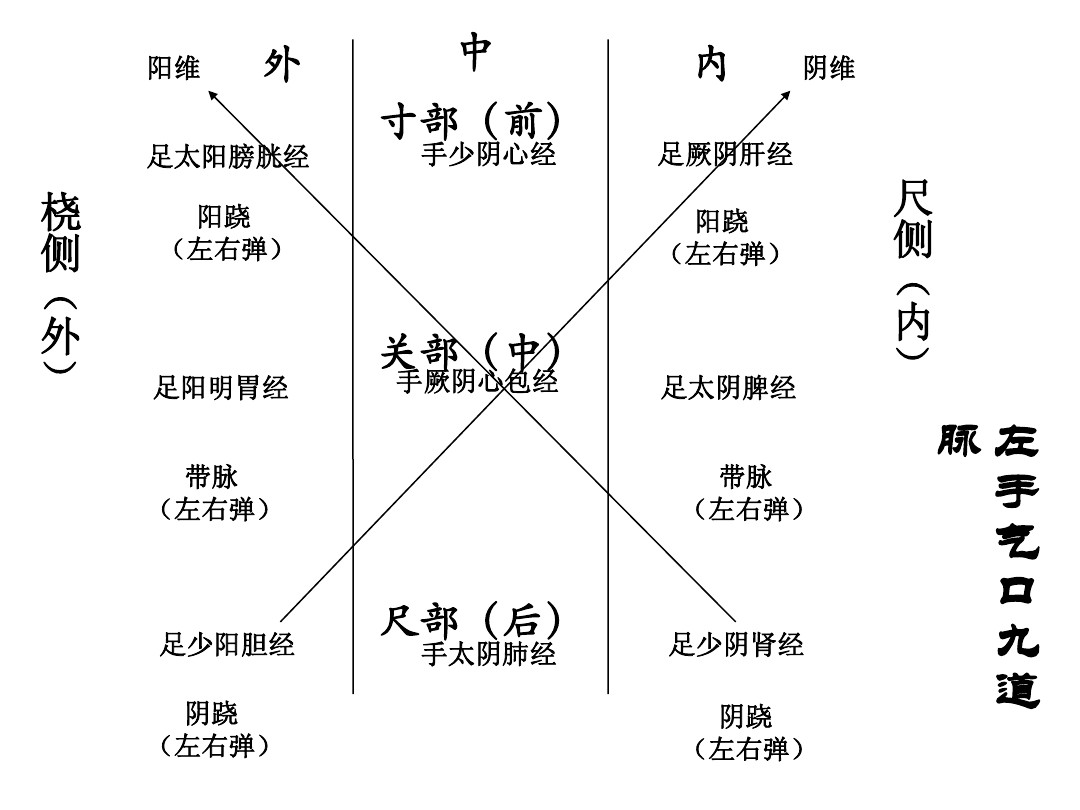 阳维
外
中
内
阴维
寸部（前）
足太阳膀胱经
手少阴心经
足厥阴肝经
阳跷
（左右弹）
阳跷
（左右弹）
桡侧（外）
尺侧（内）
关部（中）
足阳明胃经
手厥阴心包经
足太阴脾经
带脉
（左右弹）
带脉
（左右弹）
尺部（后）
足少阳胆经
手太阴肺经
足少阴肾经
阴跷
（左右弹）
阴跷
（左右弹）
左手气口九道
脉